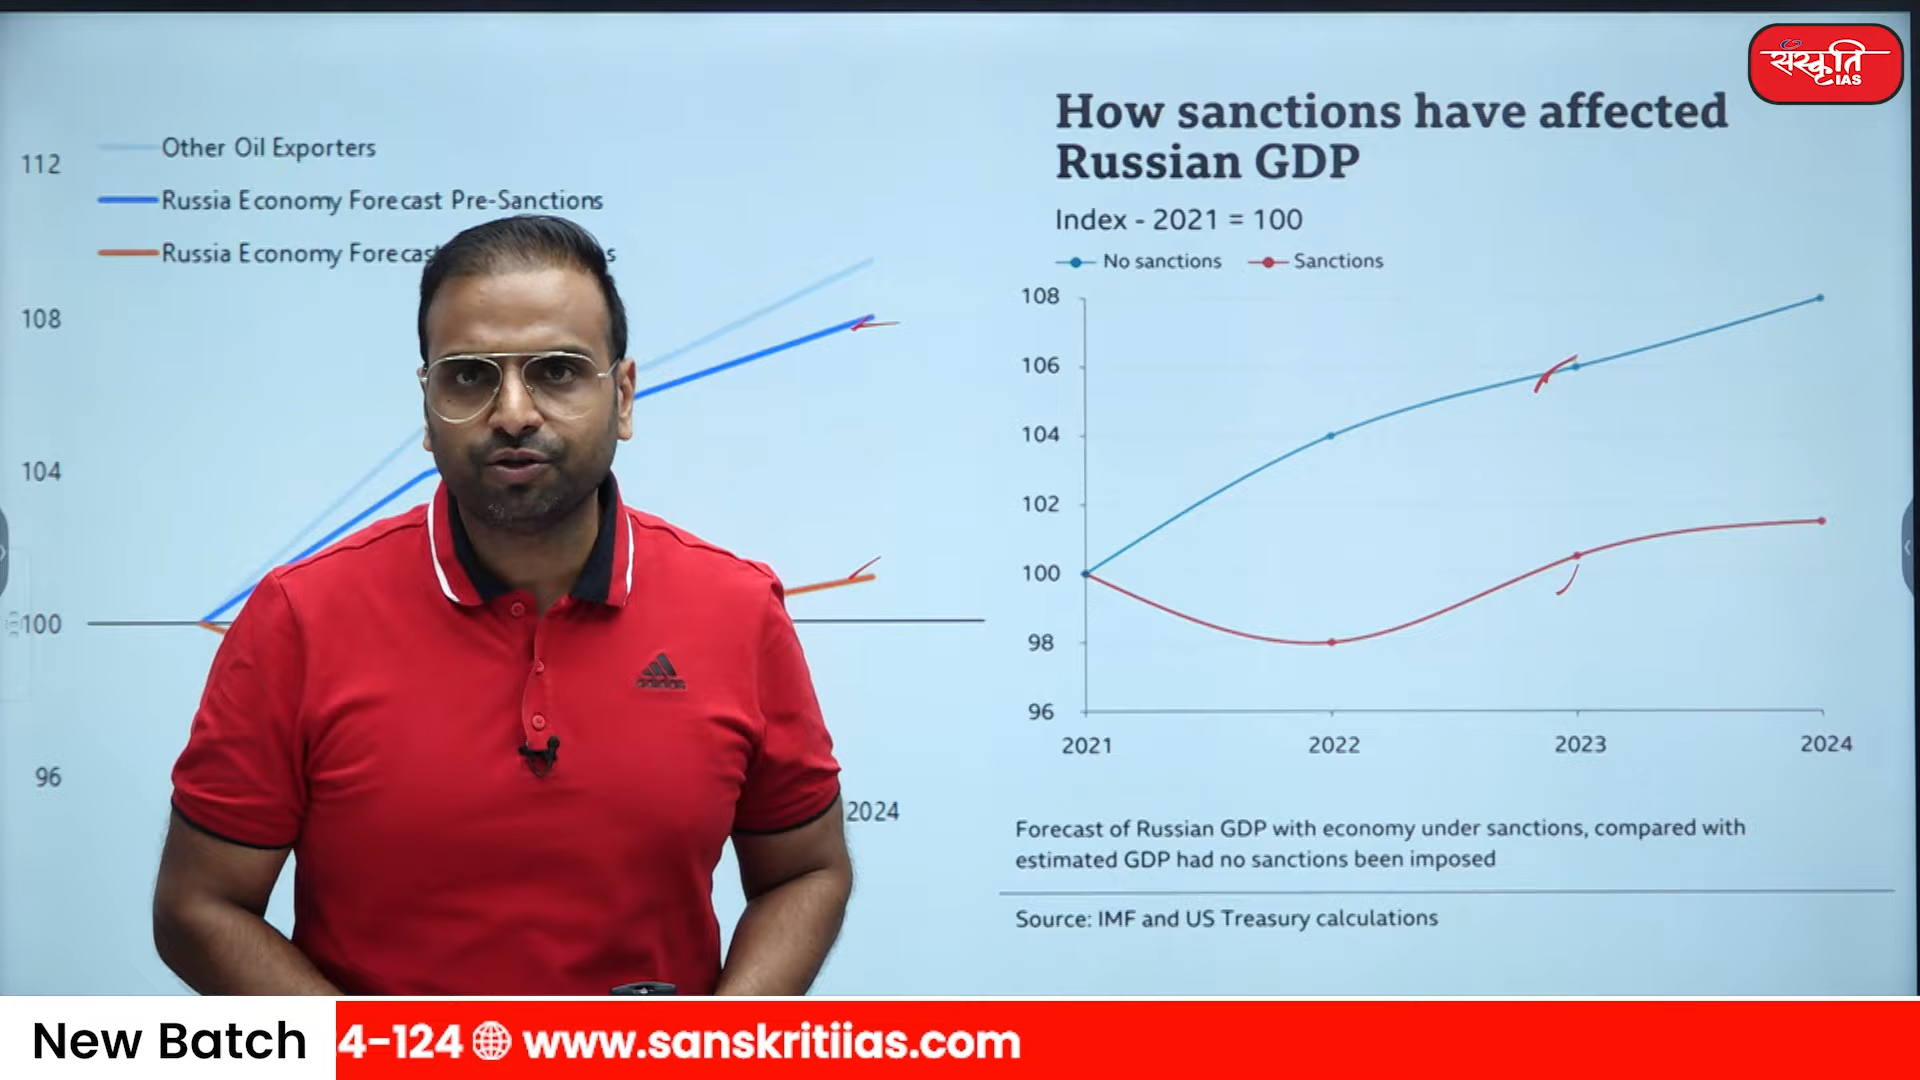 संस्कृति
IAS
112
108
104
100
96
Other Oil Exporters
Russia Economy Forecast Pre-Sanctions
Russia Economy
2024
How sanctions have affected
Russian GDP
Index - 2021 = 100
No sanctions
Sanctions
108
106
104
102
100
98
96
2021
2022
2023
2024
Forecast of Russian GDP with economy under sanctions, compared with
estimated GDP had no sanctions been imposed
Source: IMF and US Treasury calculations
adidas
New Batch
4-124 www.sanskritiias.com